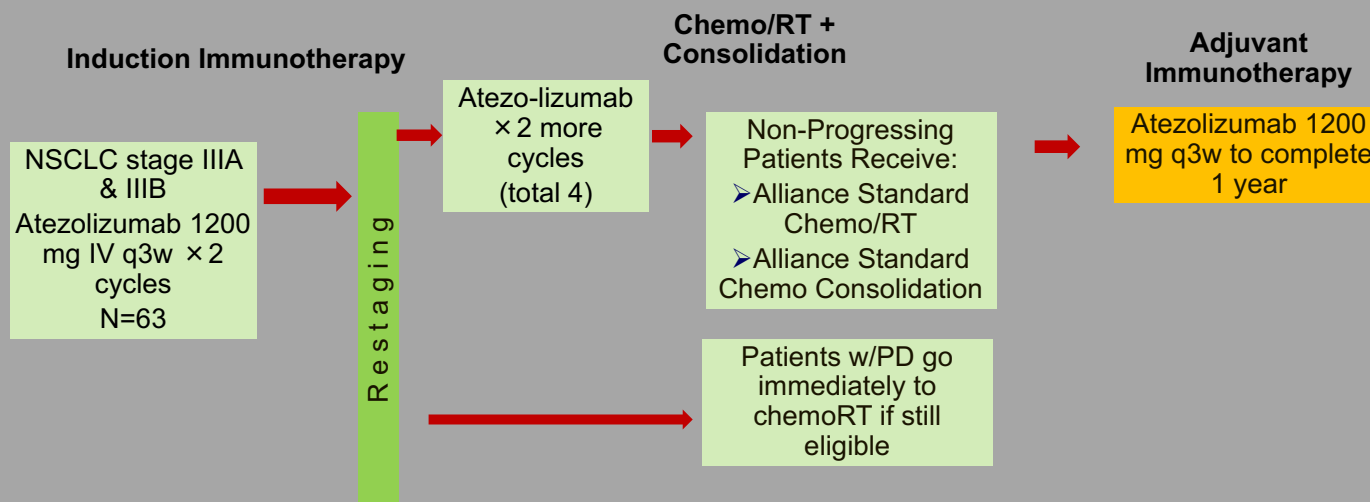 Induction Immunotherapy
Chemo/RT +
Consolidation
Adjuvant
Immunotherapy
NSCLC stage IIIA
& IIIB
Atezolizumab 1200
mg IV q3w ×2
cycles
N=63
Restaging
Atezo-lizumab
×2 more
cycles
(total 4)
Non-Progressing
Patients Receive:
➢Alliance Standard
Chemo/RT
➢Alliance Standard
Chemo Consolidation
Atezolizumab 1200
mg q3w to complete
1 year
Patients w/PD go
immediately to
chemoRT if still
eligible